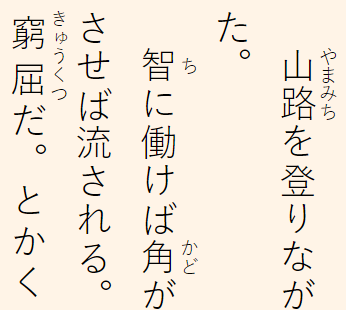 山路を登りなが
た。
智に働けば角が
させば流される。
窮屈だ。とかく